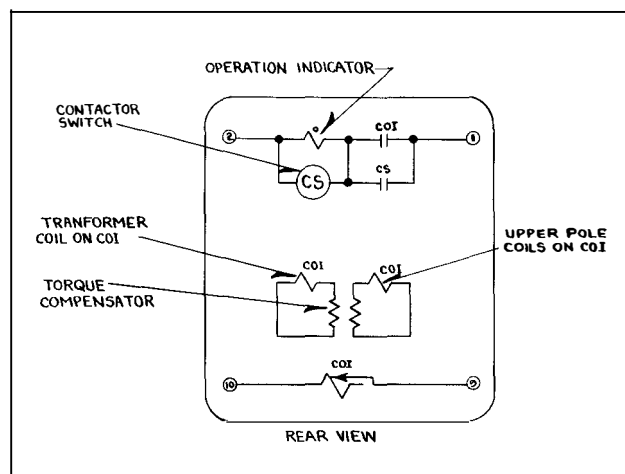 OPERATION INDICATOR
CONTACTOR
SWITCH
2
COI
1
CS
CS
TRANFORMER
COIL ON COI
COI
COI
UPPER POLE
COILS ON COI
TORQUE
COMPENSATOR
COI
10
9
REAR VIEW